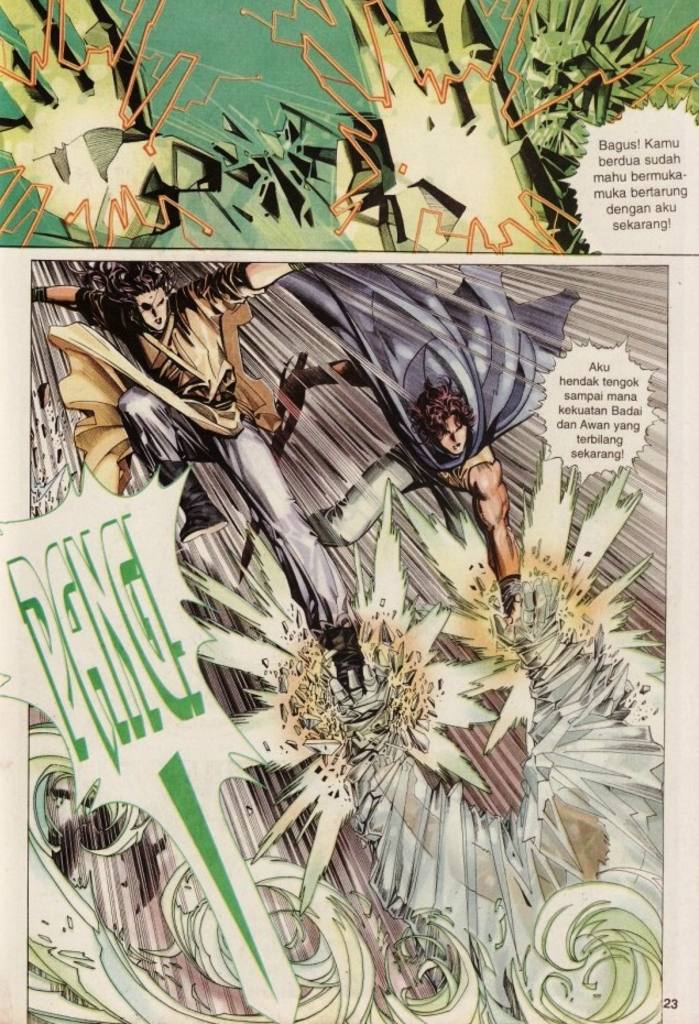 Bagus! Kamu
berdua sudah
mahu bermuka-
muka bertarung
dengan aku
sekarang!
Aku
hendak tengok
sampai mana
kekuatan Badai
dan Awan yang
terbilang
sekarang!
PANG!
23